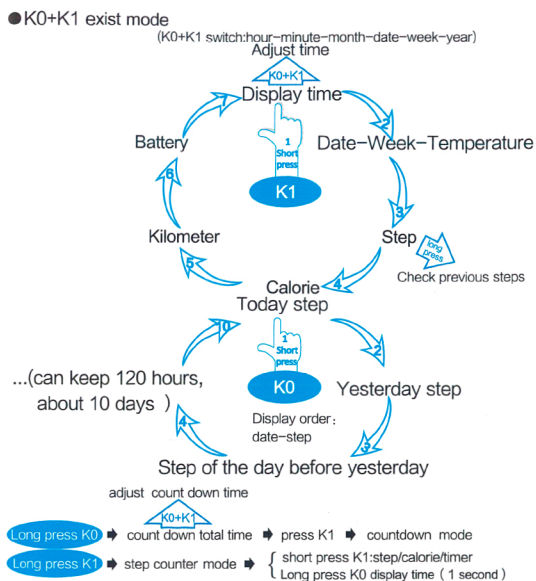 ●K0+K1 exist mode
(K0+K1 switch:hour-minute-month-date-week-year)
Adjust time
K0+K1
Display time
7
2
Battery
1
Short
press
Date-Week-Temperature
K1
6
3
Kilometer
Step
long
press
5
4
Check previous steps
Calorie
Today step
10
1
Short
press
2
...(can keep 120 hours,
about 10 days )
K0
Yesterday step
4
Display order:
date-step
3
Step of the day before yesterday
adjust count down time
K0+K1
Long press K0 ➡ count down total time ➡ press K1 ➡ countdown mode
Long press K1 ➡ step counter mode ➡ { short press K1:step/calorie/timer
Long press K0 display time ( 1 second )